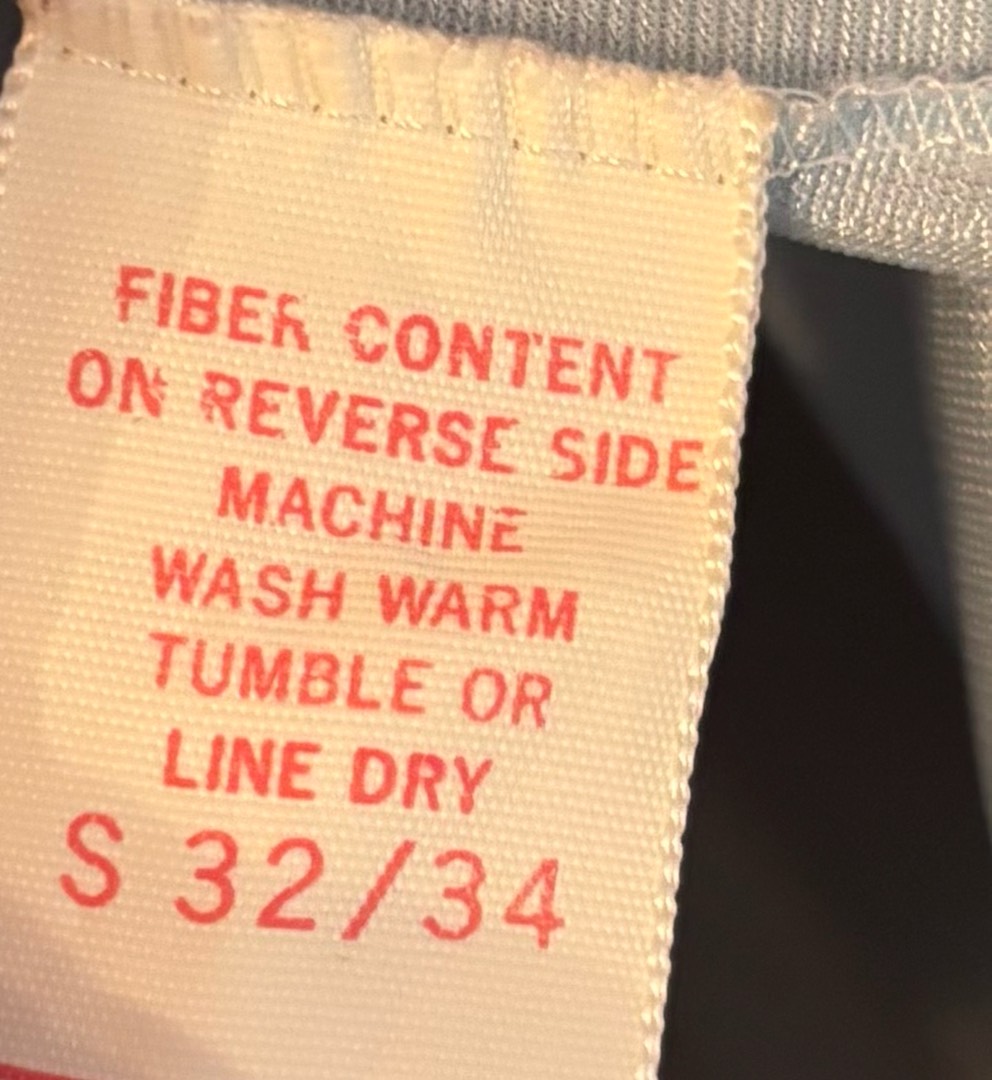 FIBER CONTENT
ON REVERSE SIDE
MACHINE
WASH WARM
TUMBLE OR
LINE DRY
S 32/34